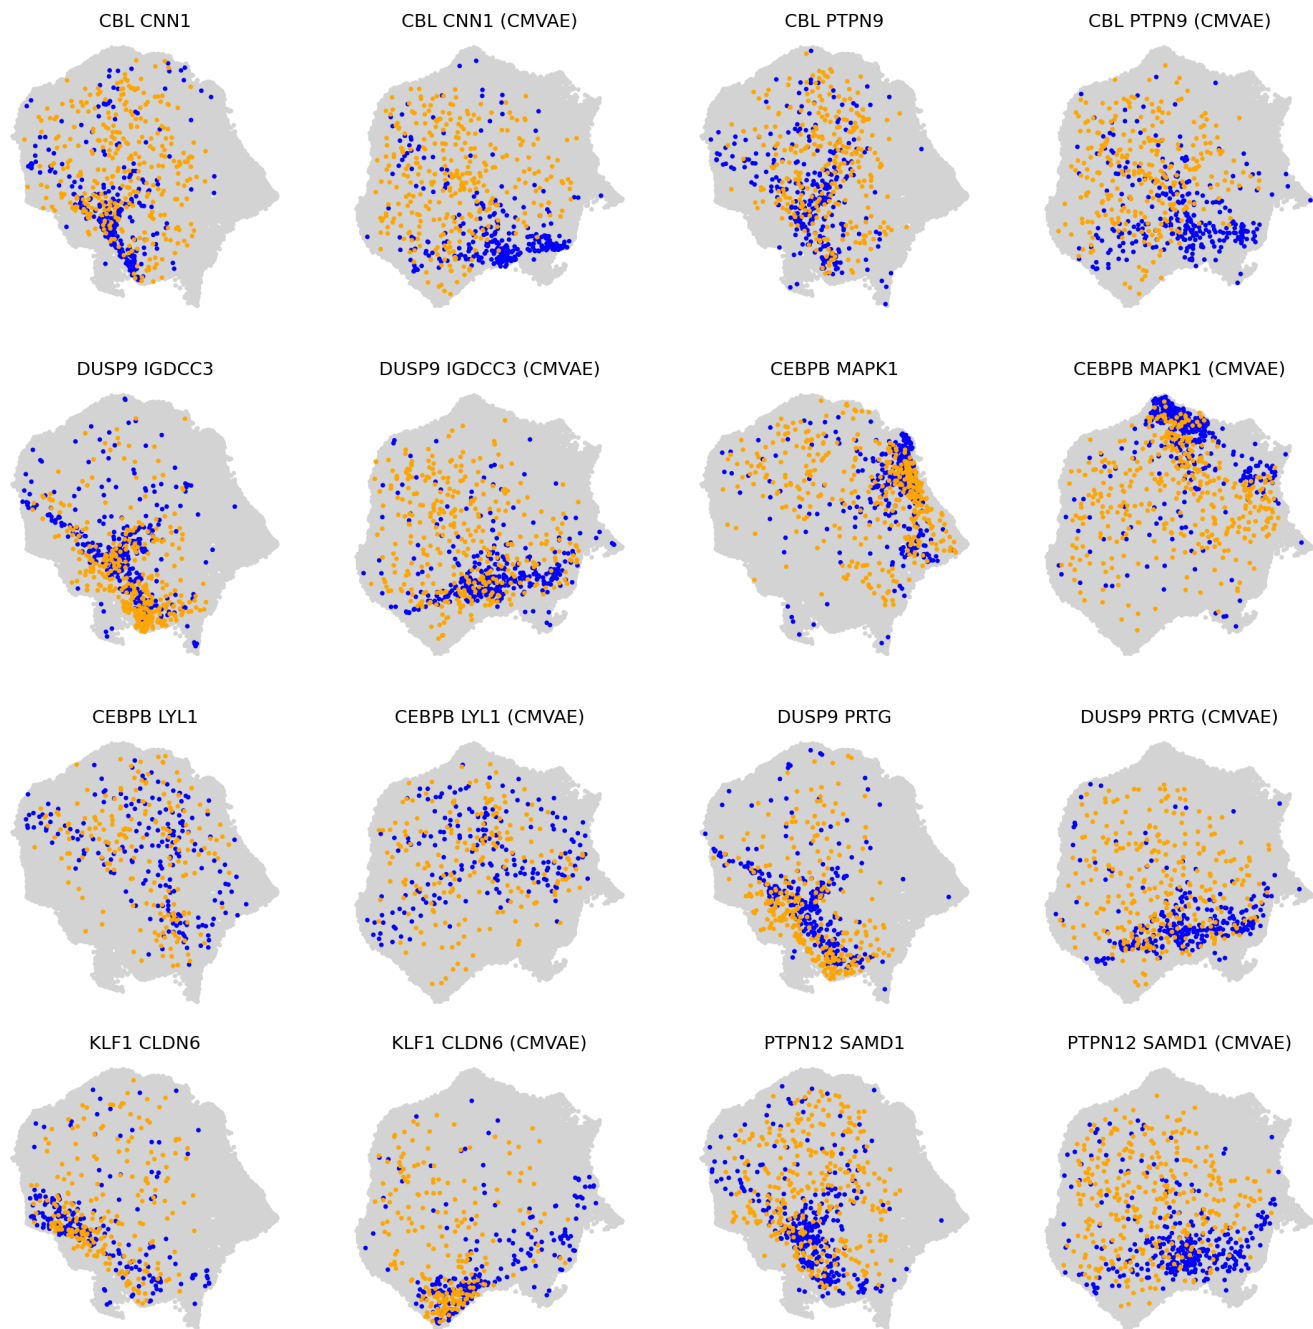 CBL CNN1
CBL CNN1 (CMVAE)
CBL PTPN9
CBL PTPN9 (CMVAE)
DUSP9 IGDCC3
DUSP9 IGDCC3 (CMVAE)
CEBPB MAPK1
CEBPB MAPK1 (CMVAE)
CEBPB LYL1
CEBPB LYL1 (CMVAE)
DUSP9 PRTG
DUSP9 PRTG (CMVAE)
KLF1 CLDN6
KLF1 CLDN6 (CMVAE)
PTPN12 SAMD1
PTPN12 SAMD1 (CMVAE)